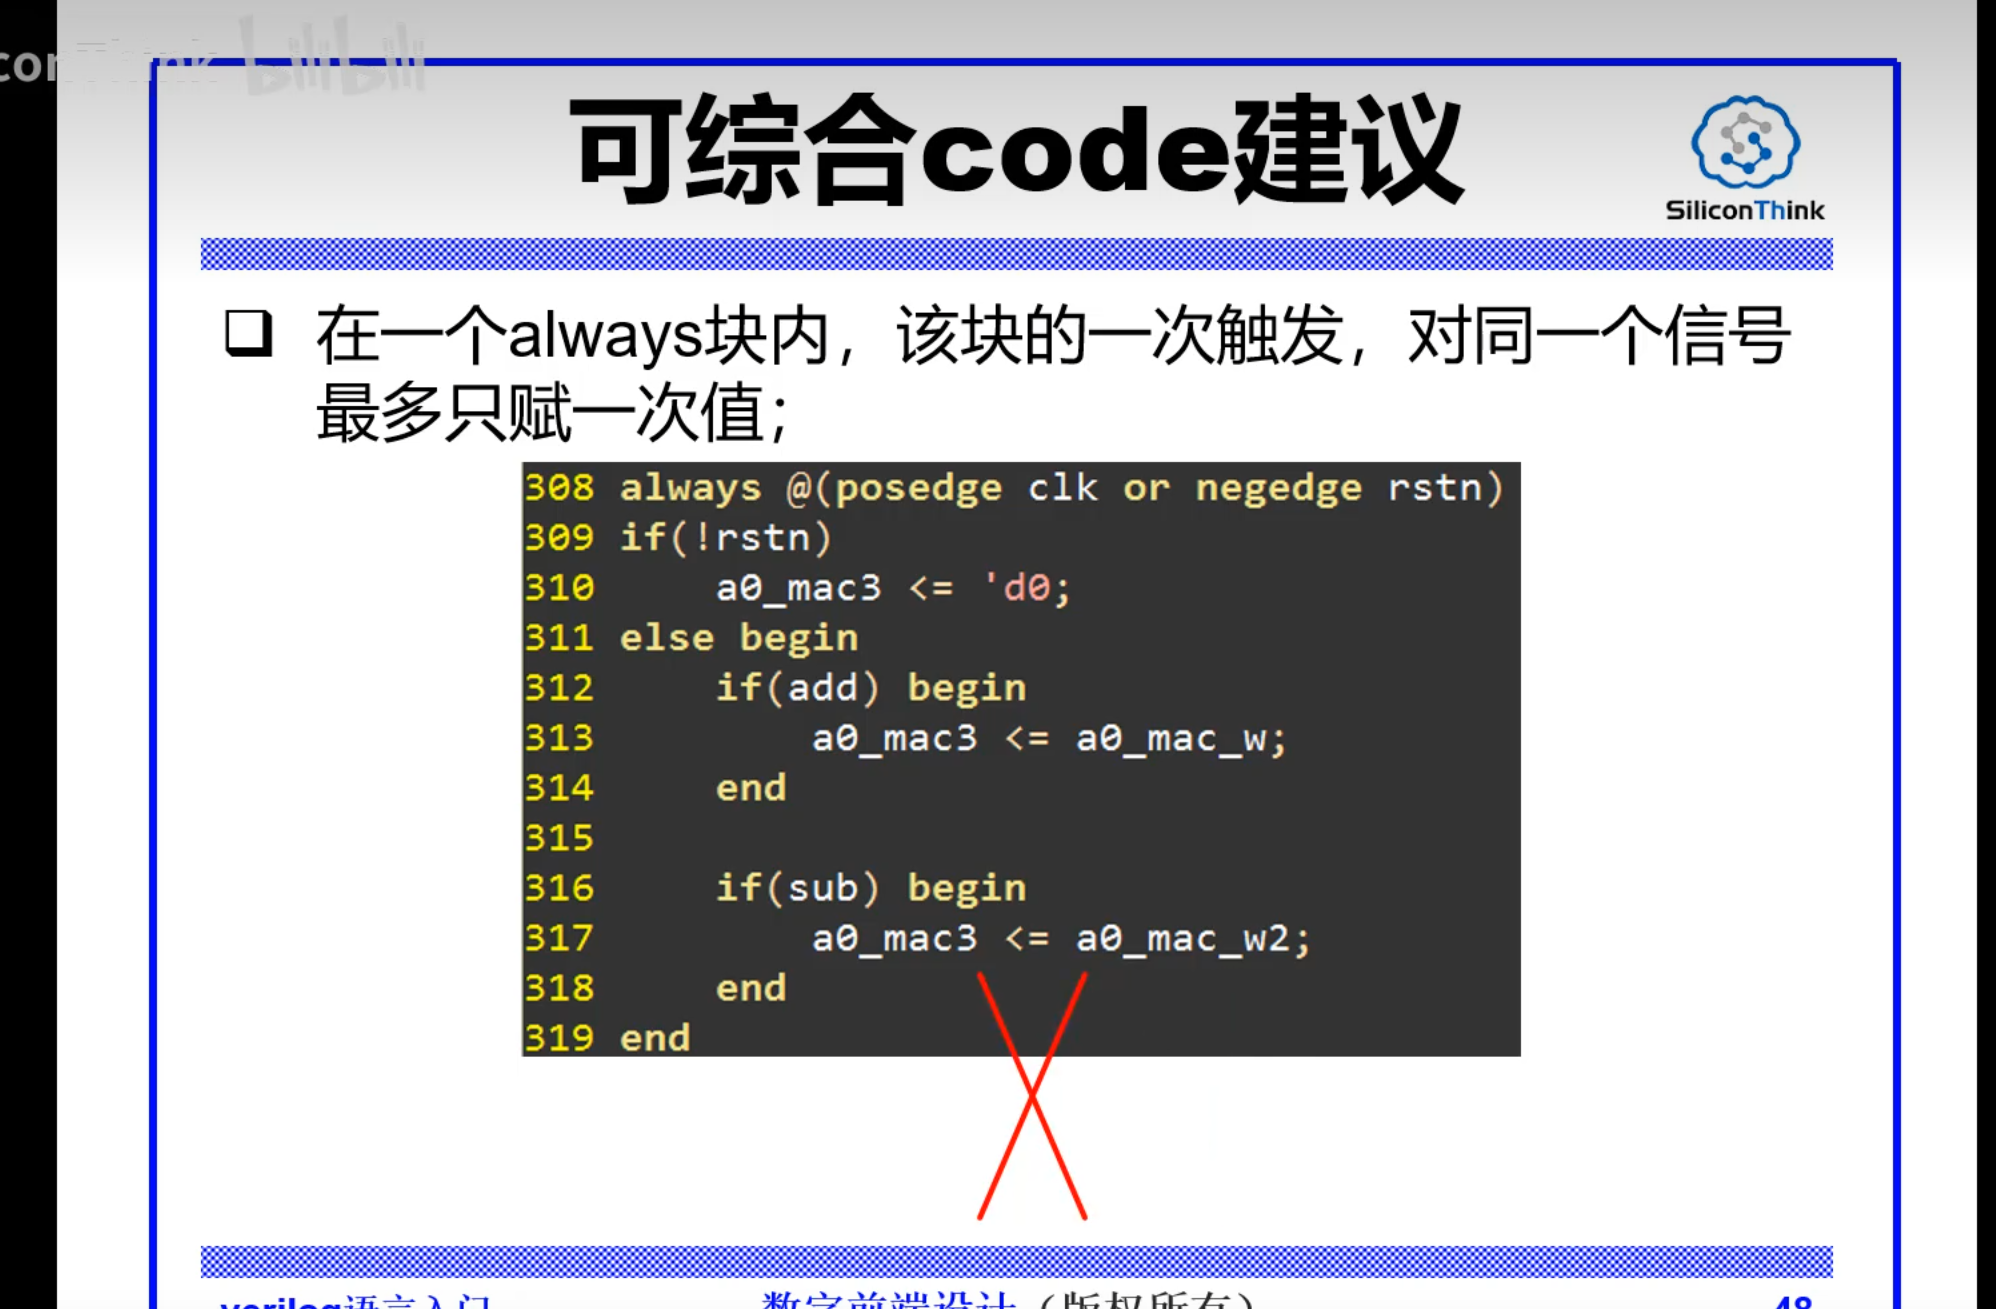 conThink bilibili
可综合code建议
SiliconThink
在一个always块内，该块的一次触发，对同一个信号
最多只赋一次值；
308 always @(posedge clk or negedge rstn)
309 if(!rstn)
310     a0_mac3 <= 'd0;
311 else begin
312     if(add) begin
313         a0_mac3 <= a0_mac_w;
314     end
315
316     if(sub) begin
317         a0_mac3 <= a0_mac_w2;
318     end
319 end
verilog语言入门
数字前端设计（版权所有）
48